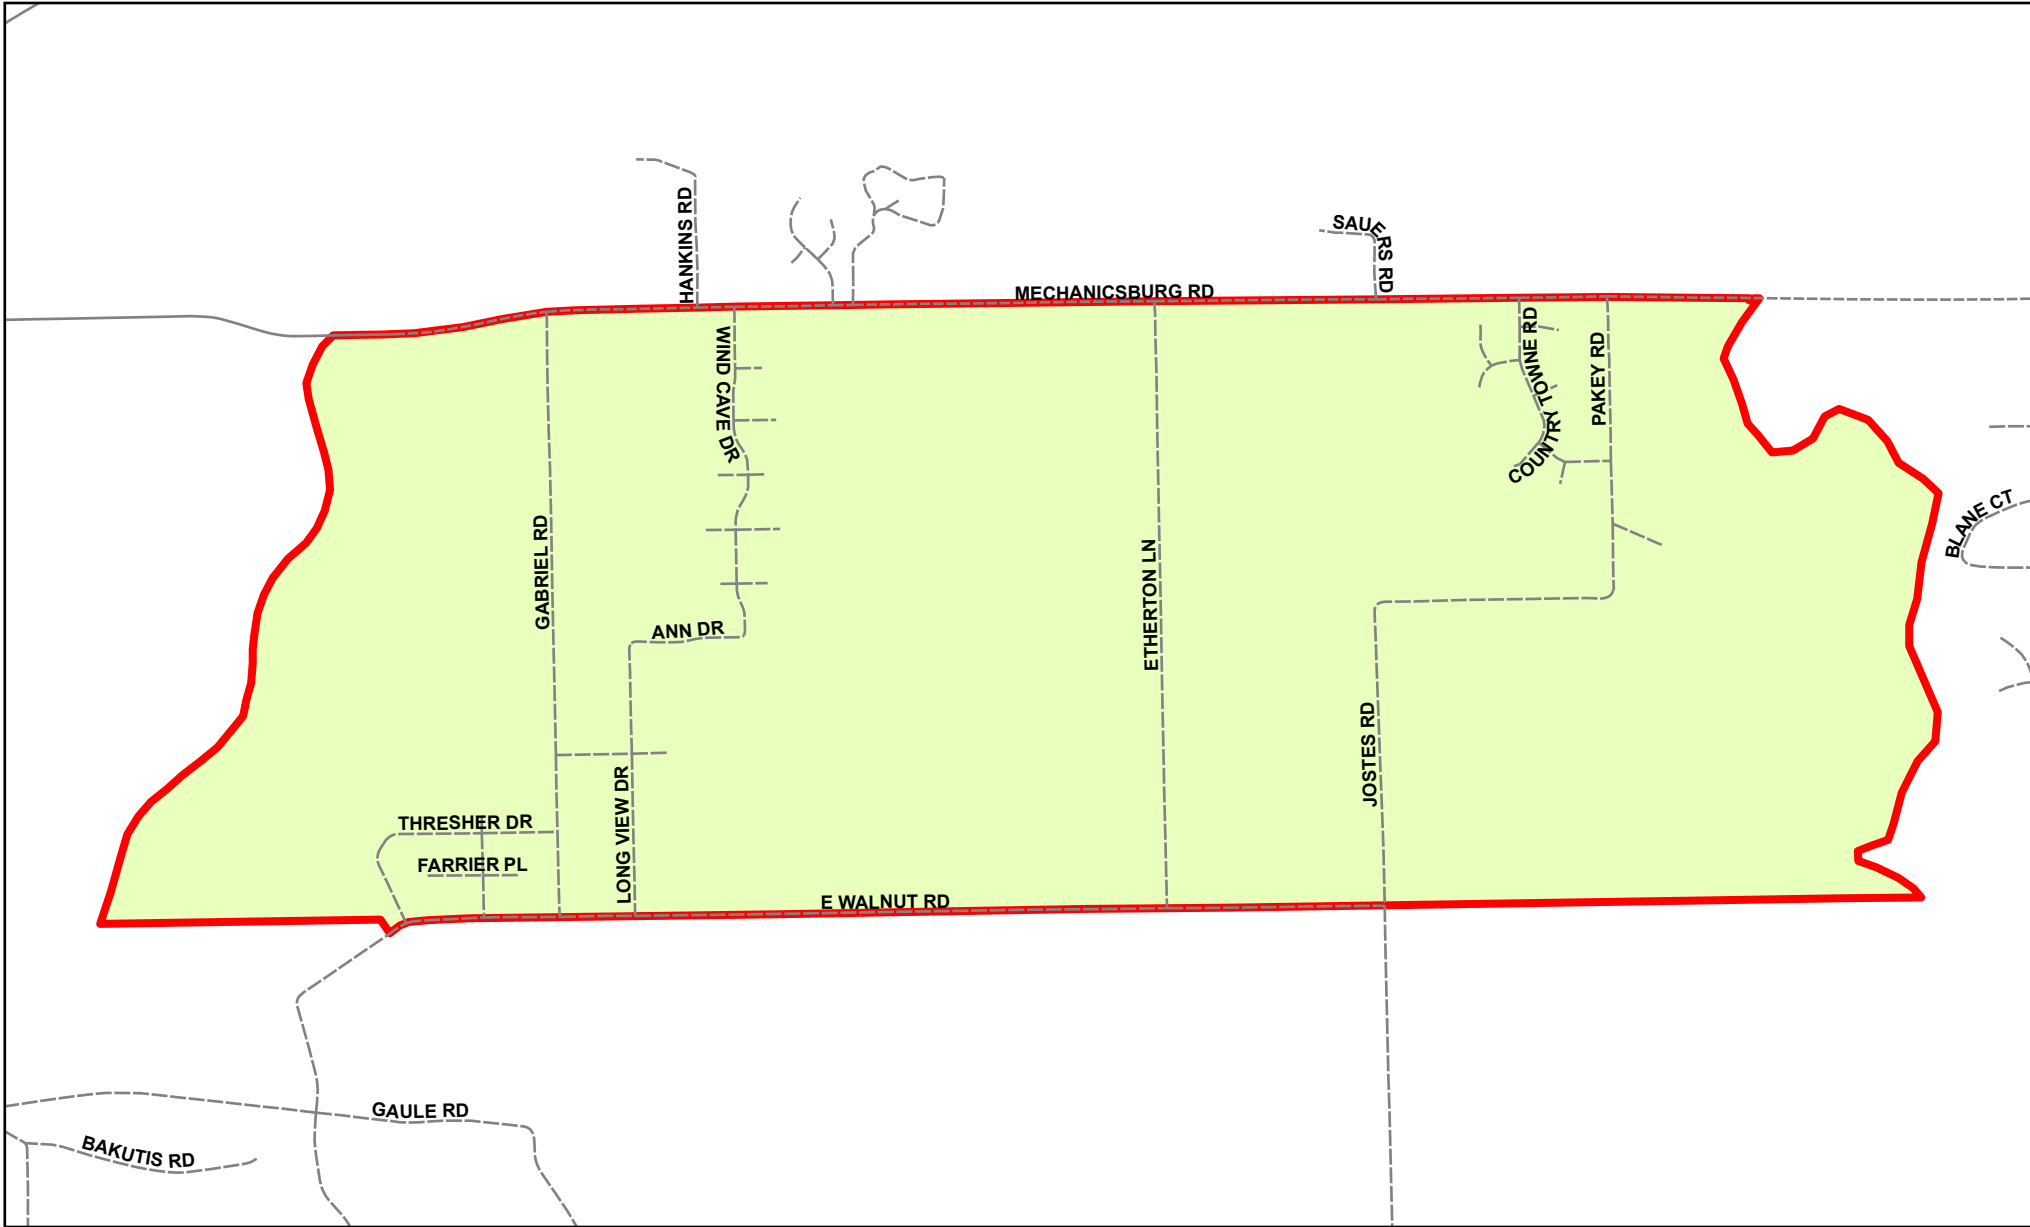 HANKINS RD
SAUERS RD
MECHANICSBURG RD
WIND CAVE DR
COUNTRY TOWNE RD
PAKEY RD
GABRIEL RD
ETHERTON LN
BLANE CT
ANN DR
JOSTES RD
LONG VIEW DR
THRESHER DR
FARRIER PL
E WALNUT RD
GAULE RD
BAKUTIS RD